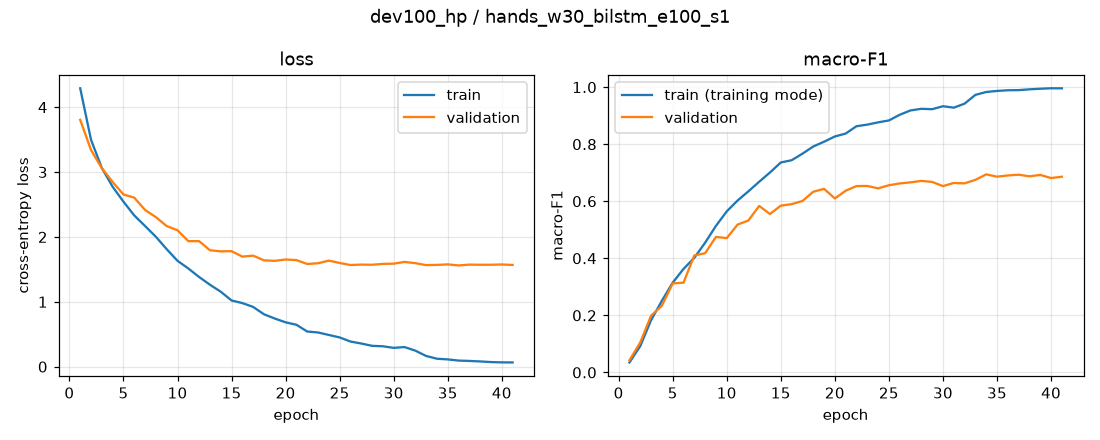 dev100_hp / hands_w30_bilstm_e100_s1
loss
train
validation
cross-entropy loss
4
3
2
1
0
0 5 10 15 20 25 30 35 40
epoch
macro-F1
train (training mode)
validation
macro-F1
1.0
0.8
0.6
0.4
0.2
0.0
0 5 10 15 20 25 30 35 40
epoch